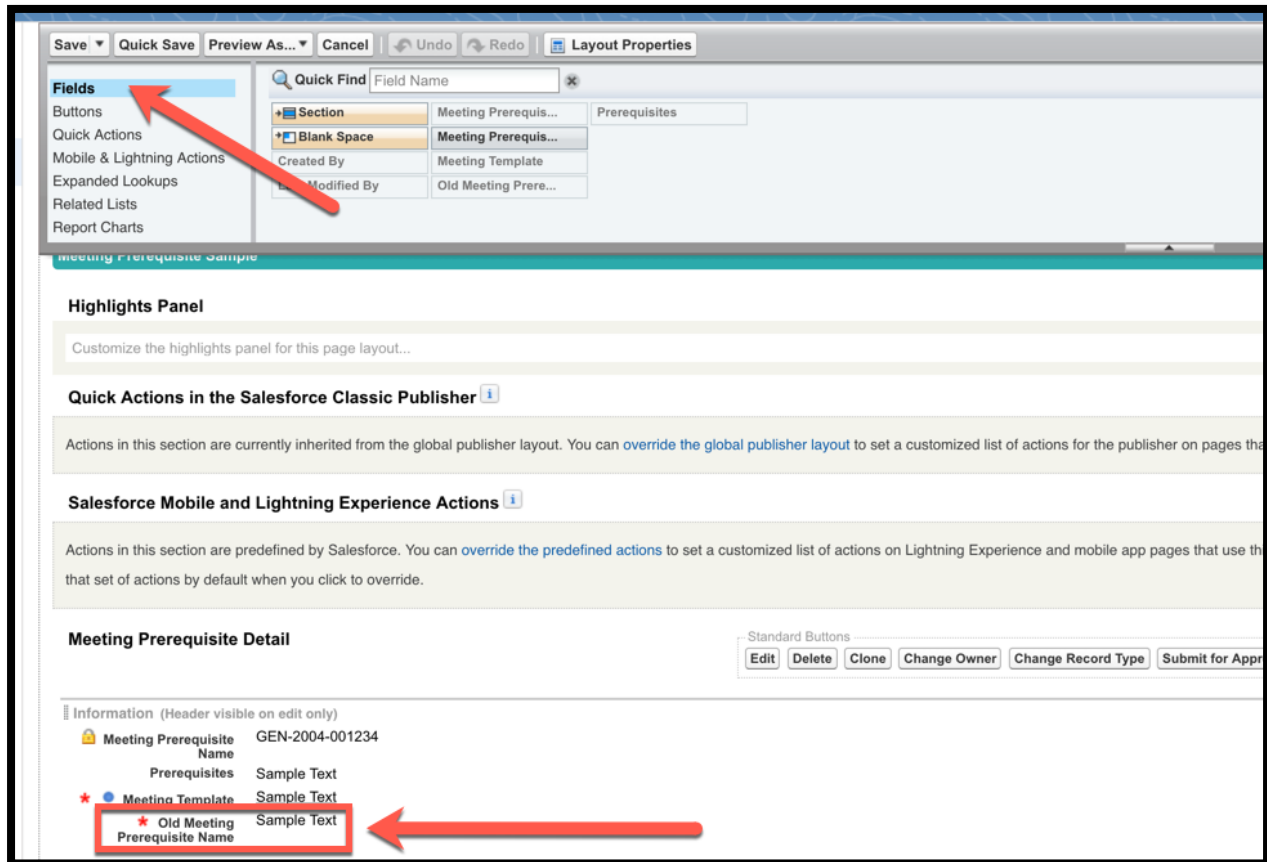 Save Quick Save Preview As... Cancel Undo Redo Layout Properties
Fields
Buttons
Quick Actions
Mobile & Lightning Actions
Expanded Lookups
Related Lists
Report Charts
Quick Find Field Name
Section Meeting Prerequis... Prerequisites
Blank Space Meeting Prerequis...
Created By Meeting Template
Modified By Old Meeting Prere...
Meeting Prerequisite Sample
Highlights Panel
Customize the highlights panel for this page layout...
Quick Actions in the Salesforce Classic Publisher
Actions in this section are currently inherited from the global publisher layout. You can override the global publisher layout to set a customized list of actions for the publisher on pages tha
Salesforce Mobile and Lightning Experience Actions
Actions in this section are predefined by Salesforce. You can override the predefined actions to set a customized list of actions on Lightning Experience and mobile app pages that use th
that set of actions by default when you click to override.
Meeting Prerequisite Detail
Standard Buttons
Edit Delete Clone Change Owner Change Record Type Submit for Appr
Information (Header visible on edit only)
Meeting Prerequisite Name GEN-2004-001234
Prerequisites Sample Text
* Meeting Template Sample Text
* Old Meeting Prerequisite Name Sample Text